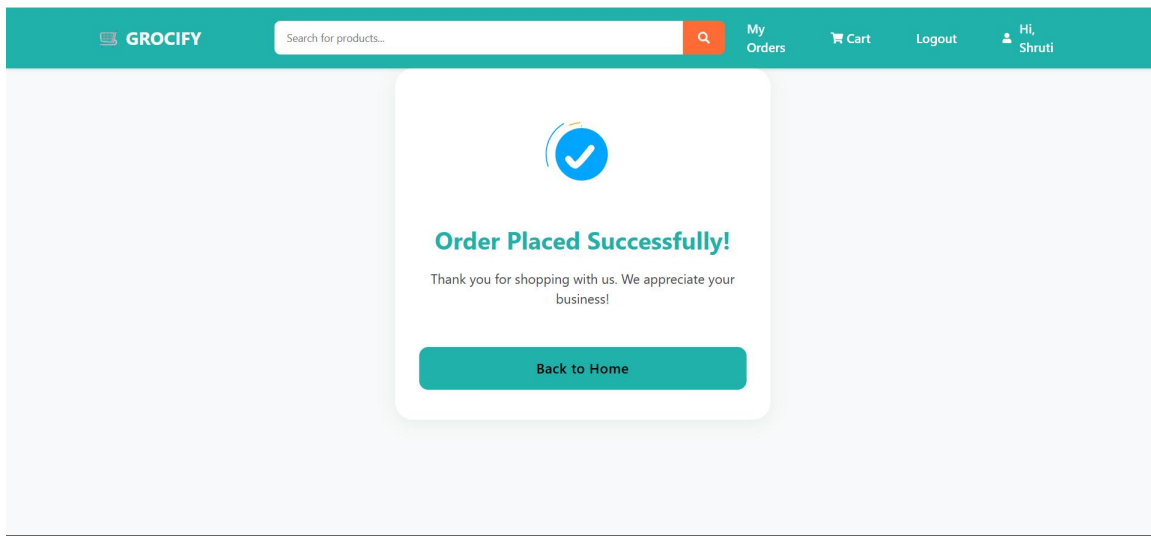 GROCIFY
Search for products...
My
Orders
Cart
Logout
Hi,
Shruti
Order Placed Successfully!
Thank you for shopping with us. We appreciate your
business!
Back to Home